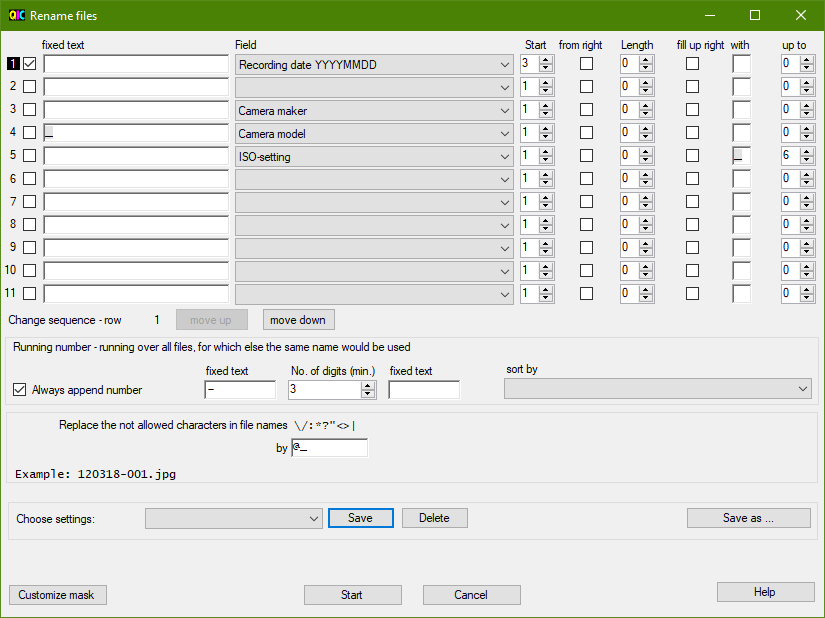 QIC Rename files
fixed text Field Start from right Length fill up right with up to
1 Recording date YYYYMMDD 3 0 0
2 1 0 0
3 Camera maker 1 0 0
4 _ Camera model 1 0 0
5 ISO-setting 1 0 _ 6
6 1 0 0
7 1 0 0
8 1 0 0
9 1 0 0
10 1 0 0
11 1 0 0
Change sequence - row 1 move up move down
Running number - running over all files, for which else the same name would be used
fixed text No. of digits (min.) fixed text sort by
Always append number - 3
Replace the not allowed characters in file names \/:*?"<>|
by @_
Example: 120318-001.jpg
Choose settings: Save Delete Save as ...
Customize mask Start Cancel Help